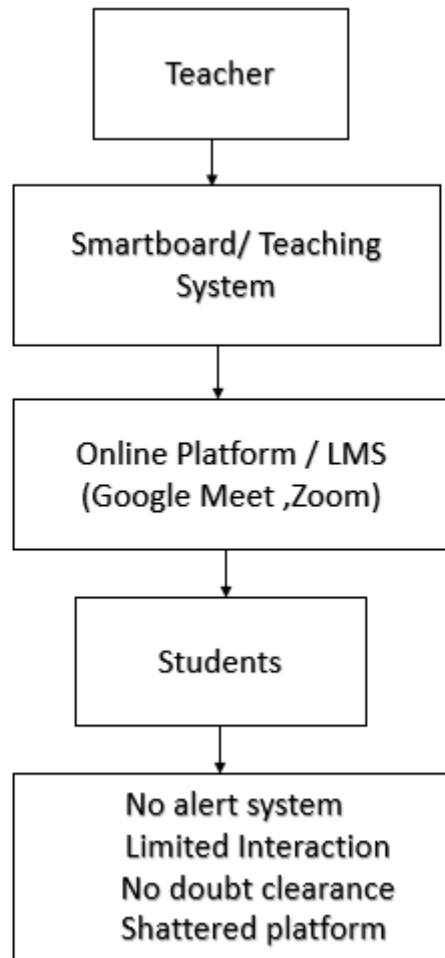 Teacher
Smartboard/ Teaching
System
Online Platform / LMS
(Google Meet ,Zoom)
Students
No alert system
Limited Interaction
No doubt clearance
Shattered platform